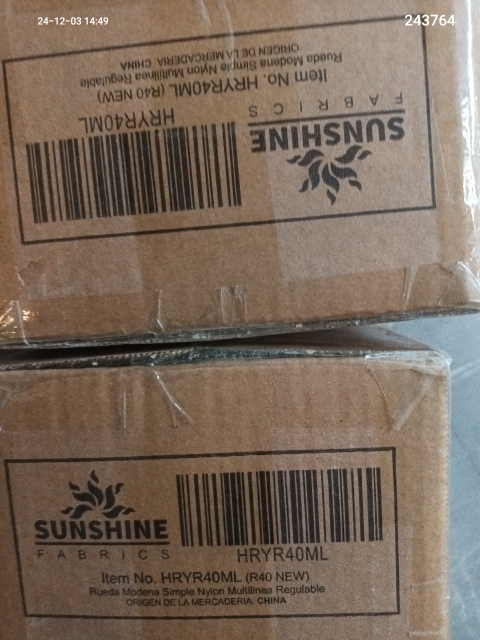 24-12-03 14:49
243764
SUNSHINE
FABRICS
HRYR40ML
Item No. HRYR40ML (R40 NEW)
Rueda Modena Simple Nylon Multilinea Regulable
ORIGEN DE LA MERCADERIA: CHINA
SUNSHINE
FABRICS
HRYR40ML
Item No. HRYR40ML (R40 NEW)
Rueda Modena Simple Nylon Multilinea Regulable
ORIGEN DE LA MERCADERIA: CHINA